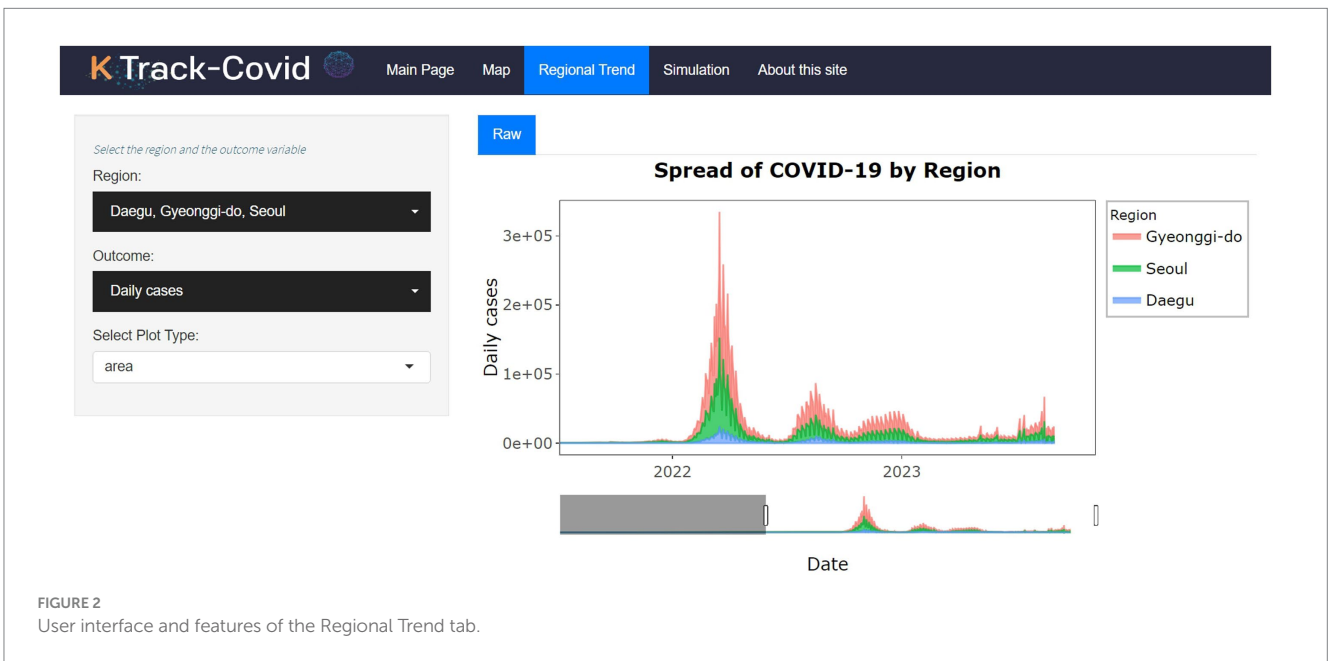 K Track-Covid
Main Page Map Regional Trend Simulation About this site
Select the region and the outcome variable
Region:
Daegu, Gyeonggi-do, Seoul
Outcome:
Daily cases
Select Plot Type:
area
Raw
Spread of COVID-19 by Region
Daily cases
3e+05
2e+05
1e+05
0e+00
2022 2023
Date
Region
Gyeonggi-do
Seoul
Daegu
FIGURE 2
User interface and features of the Regional Trend tab.